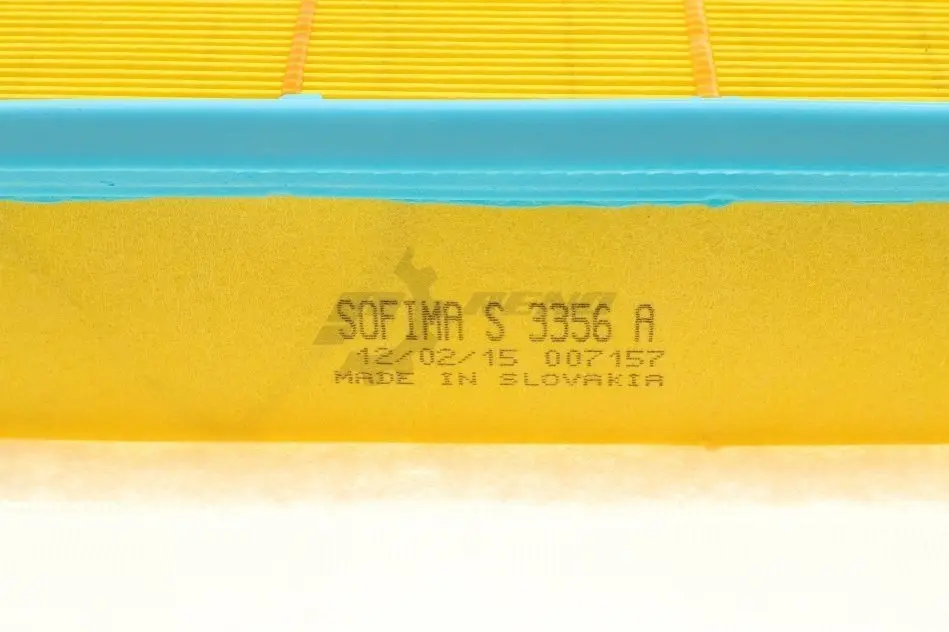 SOFIMA S 3356 A
12/02/15 007157
MADE IN SLOVAKIA